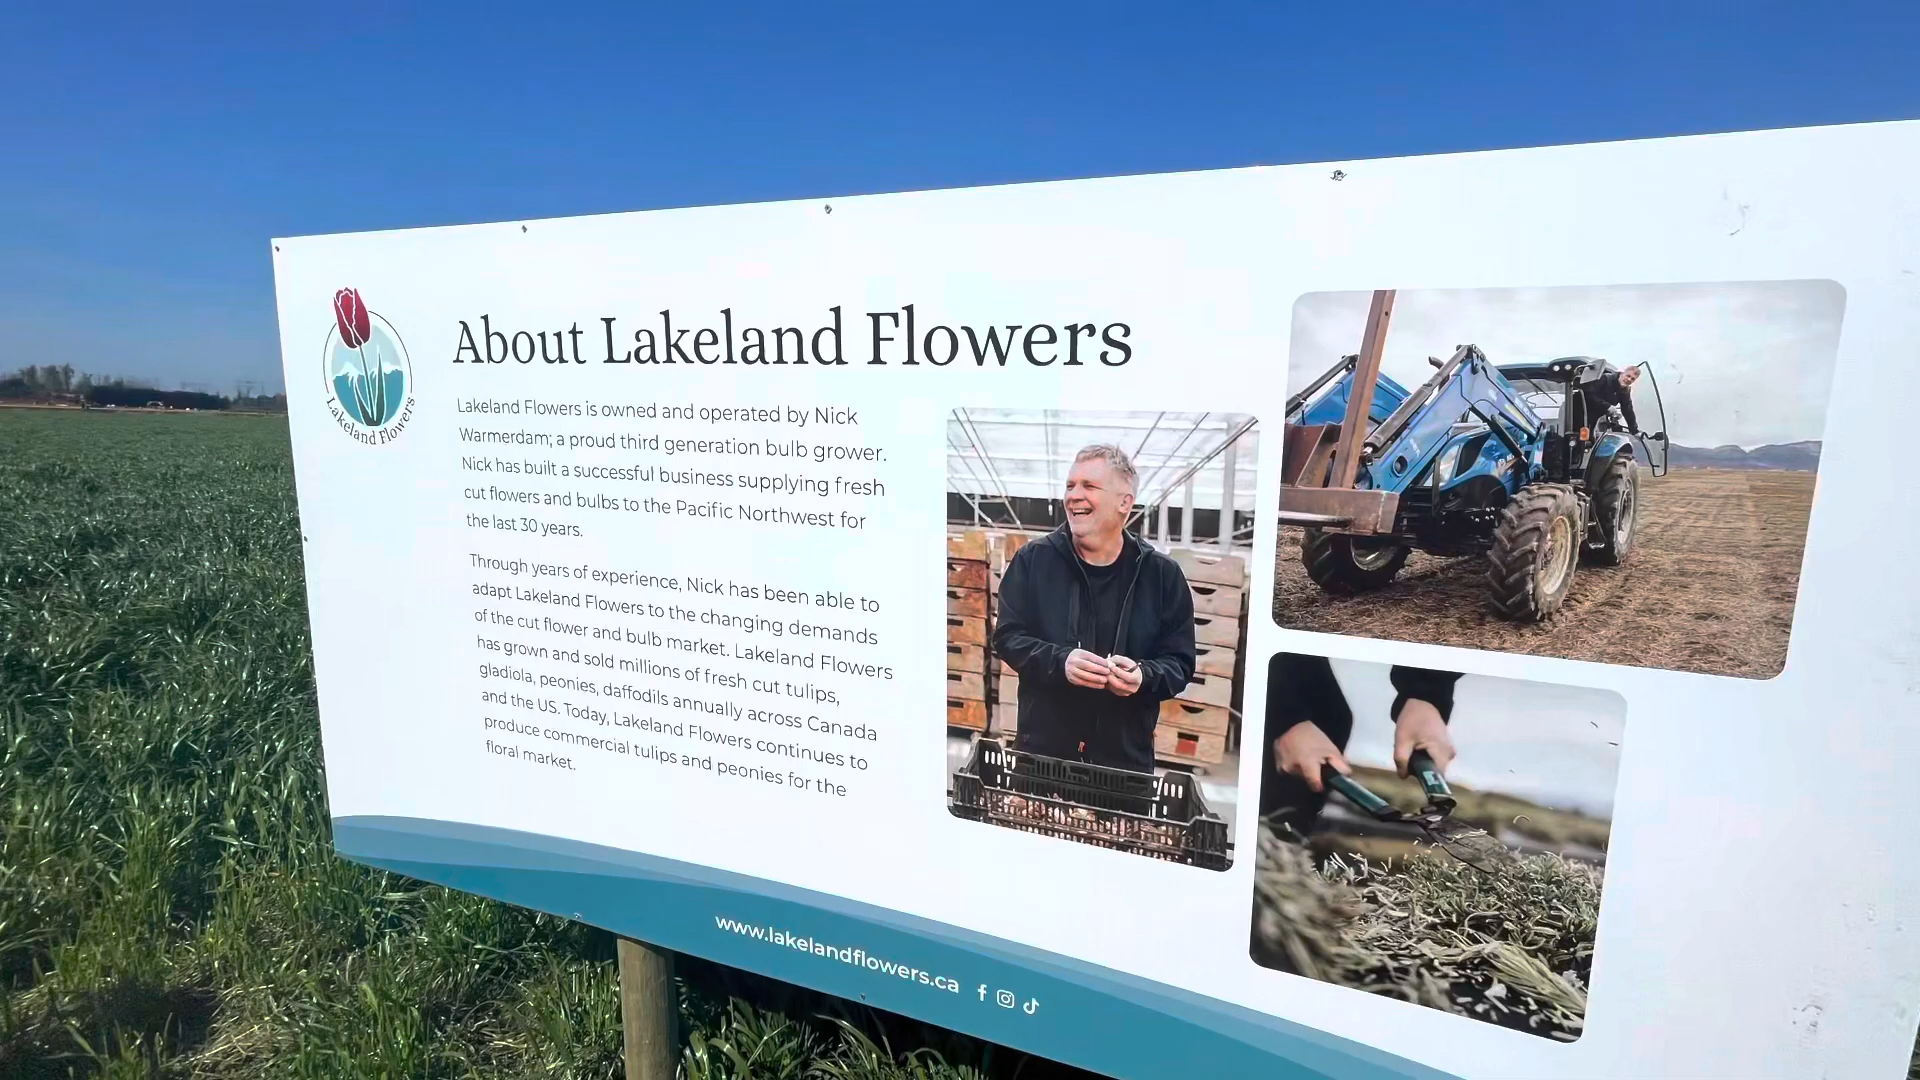 About Lakeland Flowers
Lakeland Flowers
Lakeland Flowers is owned and operated by Nick
Warmerdam; a proud third generation bulb grower.
Nick has built a successful business supplying fresh
cut flowers and bulbs to the Pacific Northwest for
the last 30 years.
Through years of experience, Nick has been able to
adapt Lakeland Flowers to the changing demands
of the cut flower and bulb market. Lakeland Flowers
has grown and sold millions of fresh cut tulips,
gladiola, peonies, daffodils annually across Canada
and the US. Today, Lakeland Flowers continues to
produce commercial tulips and peonies for the
floral market.
www.lakelandflowers.ca